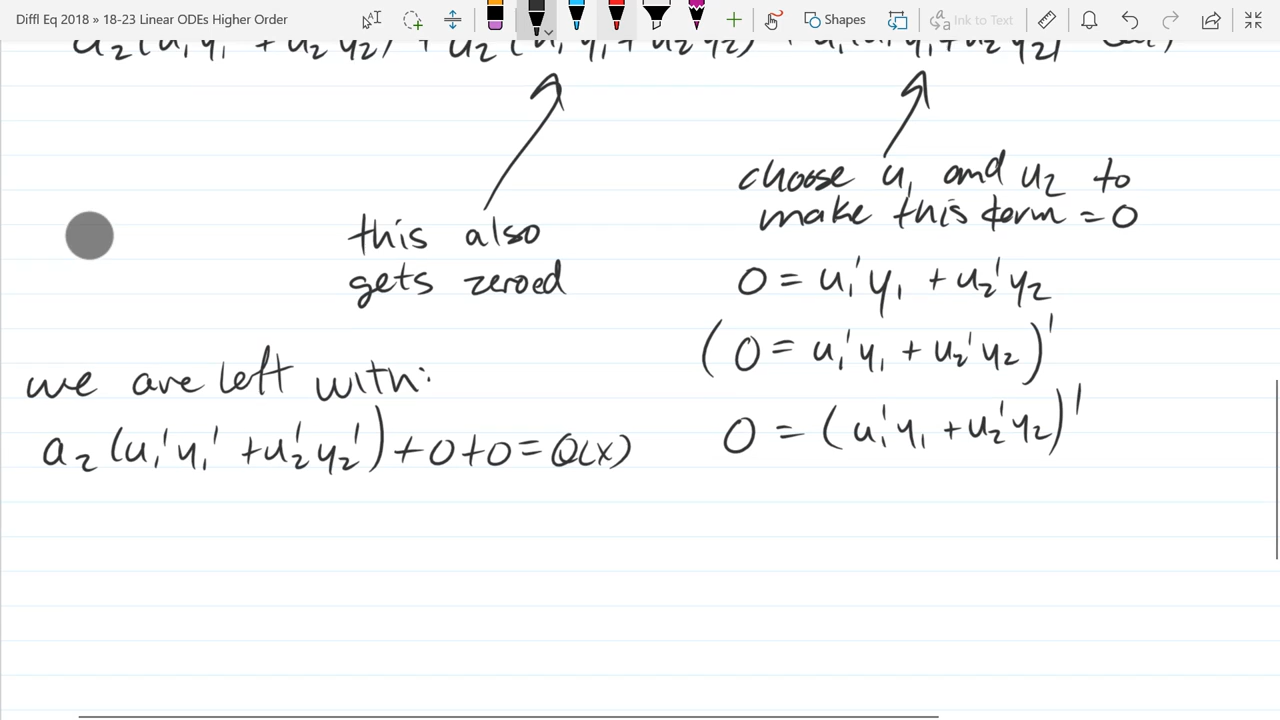 Diffl Eq 2018 » 18-23 Linear ODEs Higher Order
Shapes
Ink to Text
this also
gets zeroed
choose u₁ and u₂ to
make this term = 0
0 = u₁'y₁ + u₂'y₂
(0 = u₁'y₁ + u₂'y₂)'
0 = (u₁'y₁ + u₂'y₂)'
we are left with:
a₂(u₁'y₁' + u₂'y₂') + 0 + 0 = Q(x)